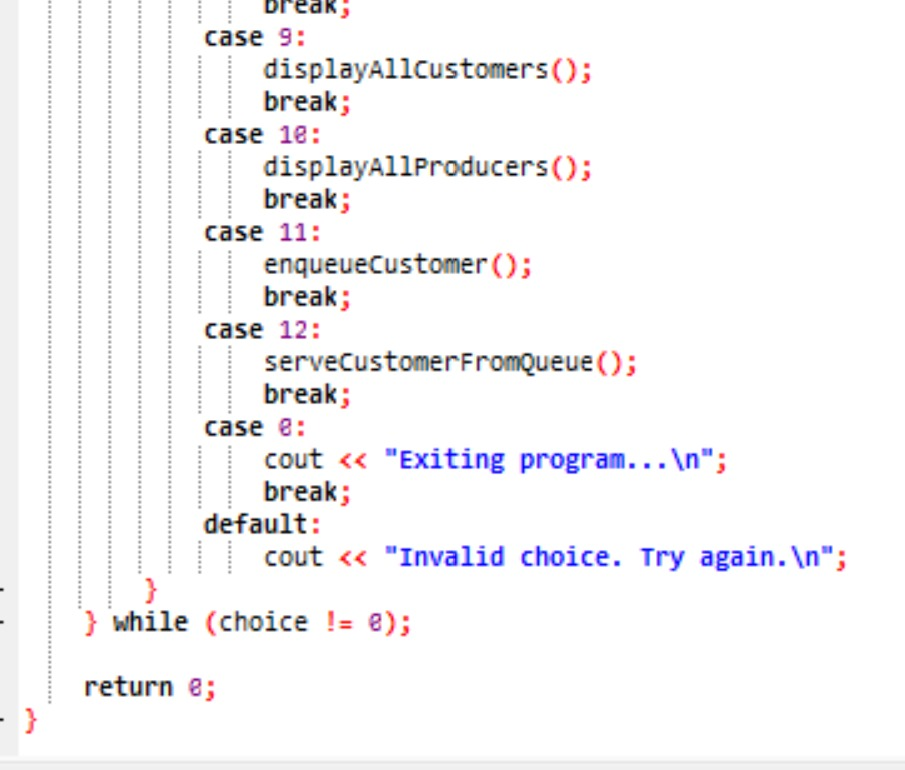 break;
case 9:
displayAllCustomers();
break;
case 10:
displayAllProducers();
break;
case 11:
enqueueCustomer();
break;
case 12:
serveCustomerFromQueue();
break;
case 0:
cout << "Exiting program...\n";
break;
default:
cout << "Invalid choice. Try again.\n";
}
} while (choice != 0);
return 0;
}